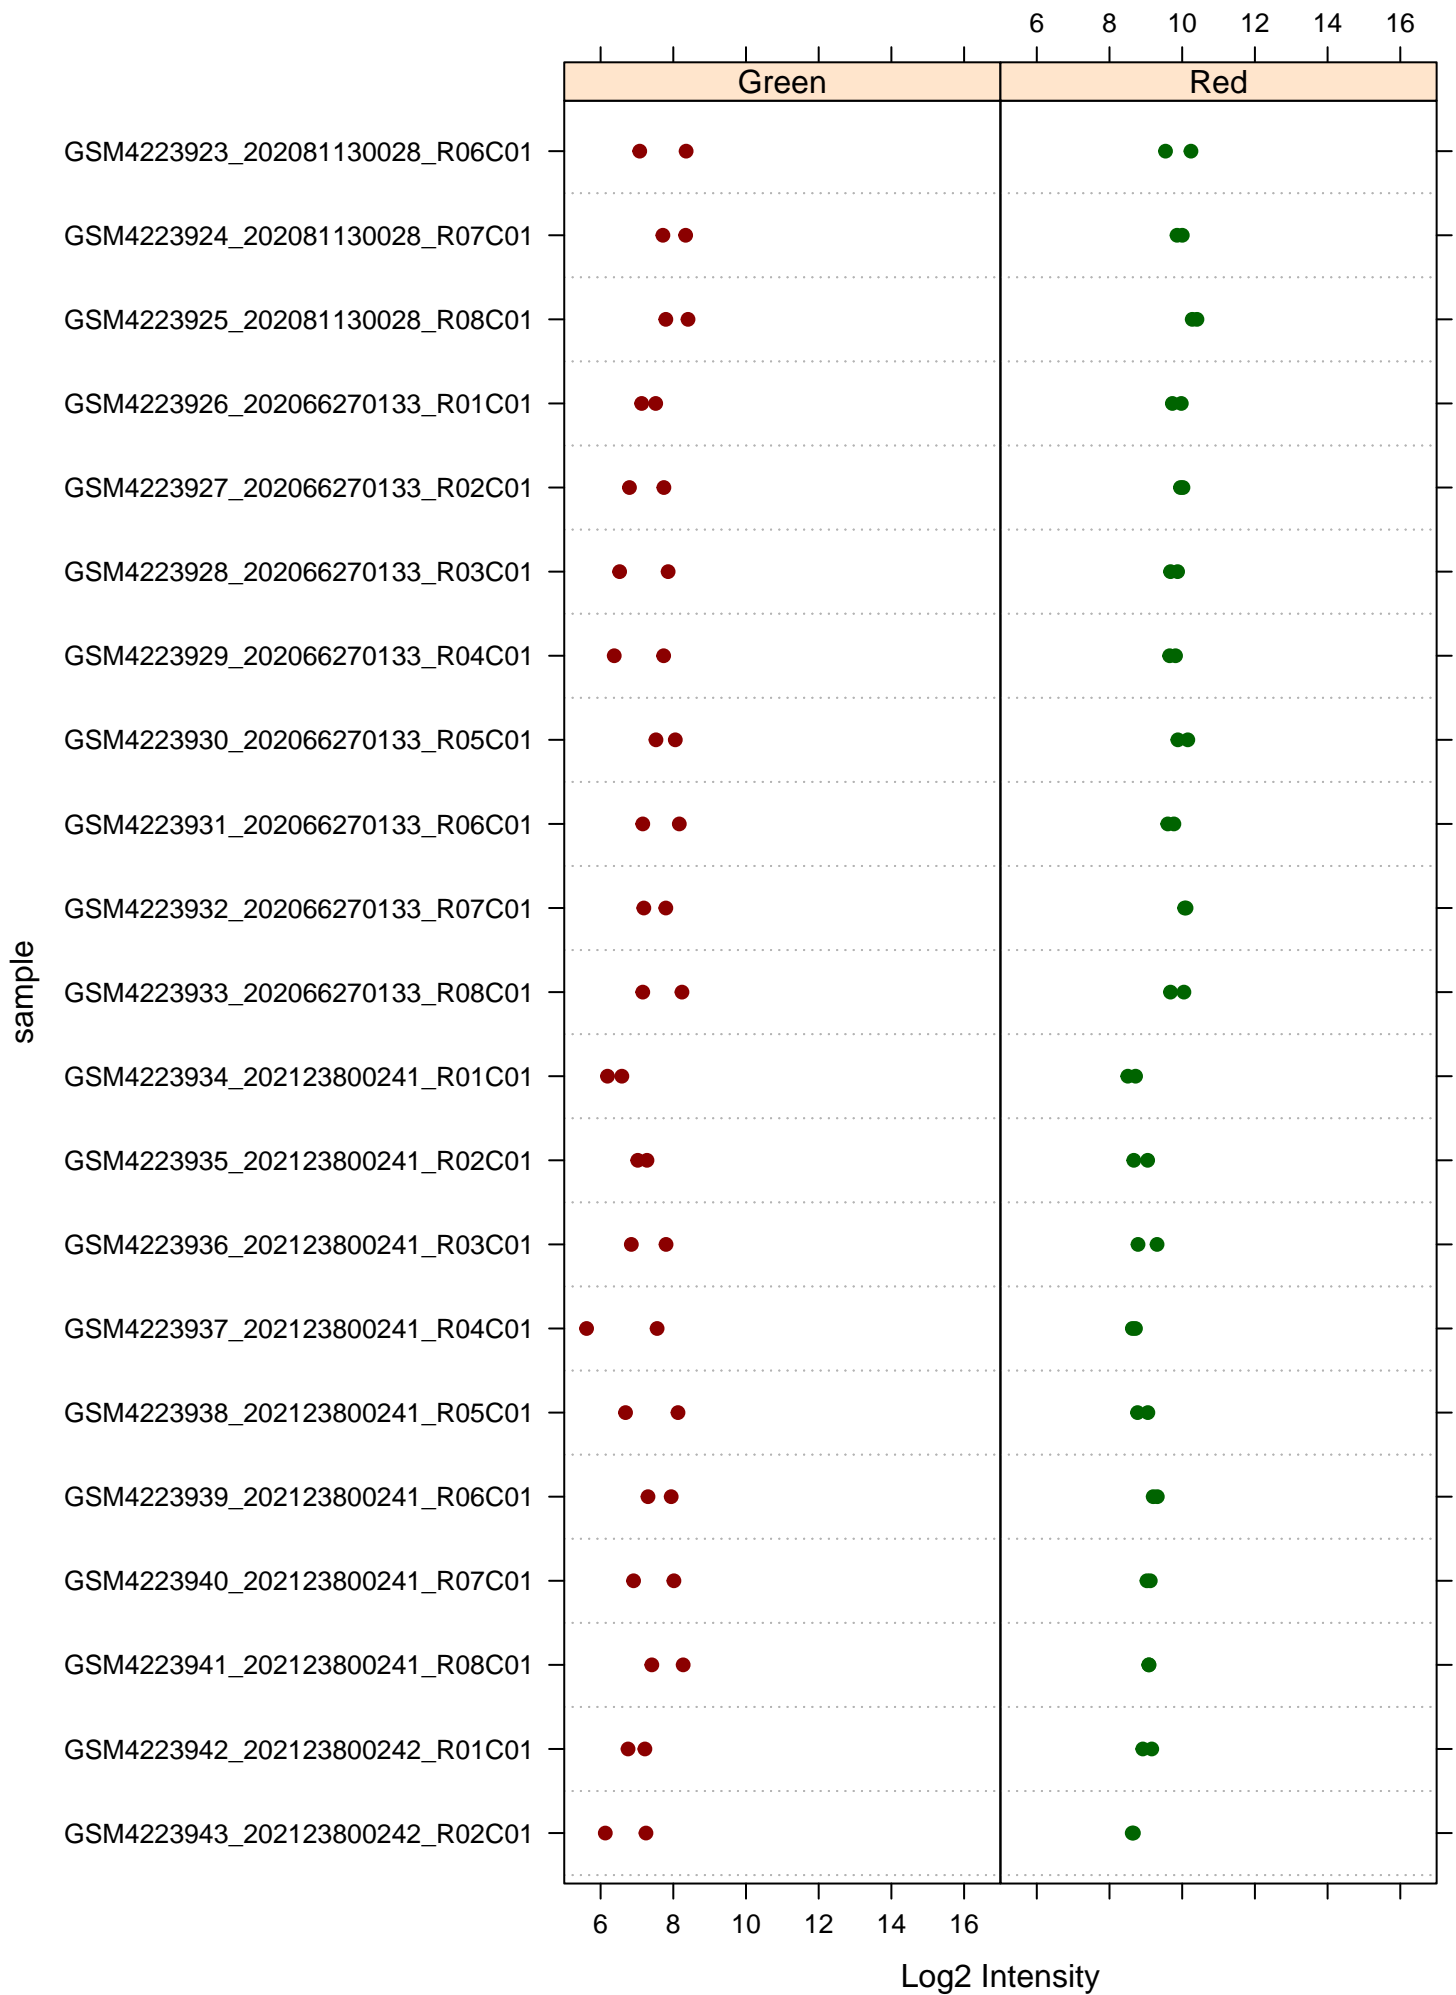 6 8 10 12 14 16
Green Red
GSM4223923_202081130028_R06C01
GSM4223924_202081130028_R07C01
GSM4223925_202081130028_R08C01
GSM4223926_202066270133_R01C01
GSM4223927_202066270133_R02C01
GSM4223928_202066270133_R03C01
GSM4223929_202066270133_R04C01
GSM4223930_202066270133_R05C01
GSM4223931_202066270133_R06C01
GSM4223932_202066270133_R07C01
GSM4223933_202066270133_R08C01
GSM4223934_202123800241_R01C01
GSM4223935_202123800241_R02C01
GSM4223936_202123800241_R03C01
GSM4223937_202123800241_R04C01
GSM4223938_202123800241_R05C01
GSM4223939_202123800241_R06C01
GSM4223940_202123800241_R07C01
GSM4223941_202123800241_R08C01
GSM4223942_202123800242_R01C01
GSM4223943_202123800242_R02C01
sample
6 8 10 12 14 16
Log2 Intensity